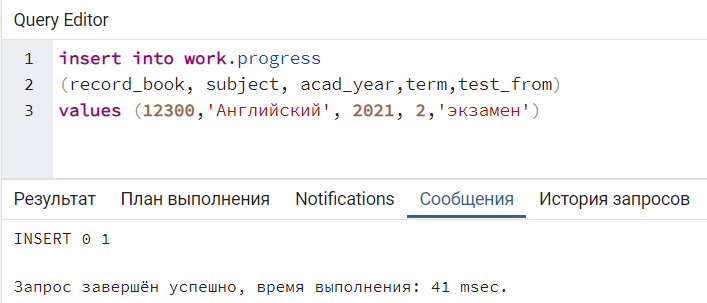 Query Editor
1 insert into work.progress
2 (record_book, subject, acad_year,term,test_from)
3 values (12300,'Английский', 2021, 2,'экзамен')
Результат План выполнения Notifications Сообщения История запросов
INSERT 0 1
Запрос завершён успешно, время выполнения: 41 msec.